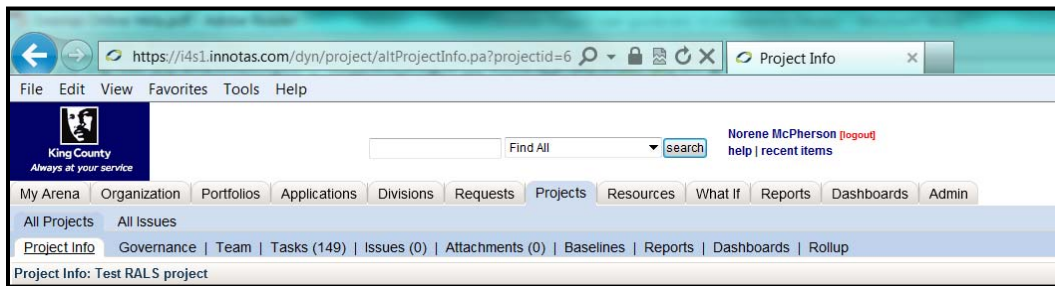 https://i4s1.innotas.com/dyn/project/altProjectInfo.pa?projectid=6 Project Info
File Edit View Favorites Tools Help
King County
Always at your service
Find All search
Norene McPherson [logout]
help | recent items
My Arena Organization Portfolios Applications Divisions Requests Projects Resources What If Reports Dashboards Admin
All Projects All Issues
Project Info Governance | Team | Tasks (149) | Issues (0) | Attachments (0) | Baselines | Reports | Dashboards | Rollup
Project Info: Test RALS project